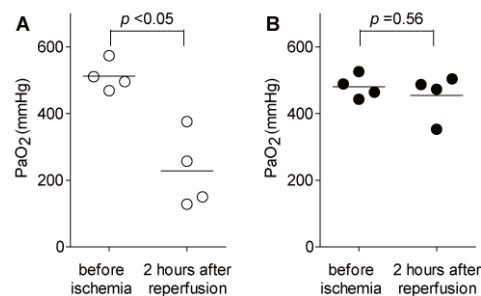 A
p <0.05
PaO2 (mmHg)
600
400
200
0
before
ischemia
2 hours after
reperfusion
B
p =0.56
PaO2 (mmHg)
600
400
200
0
before
ischemia
2 hours after
reperfusion